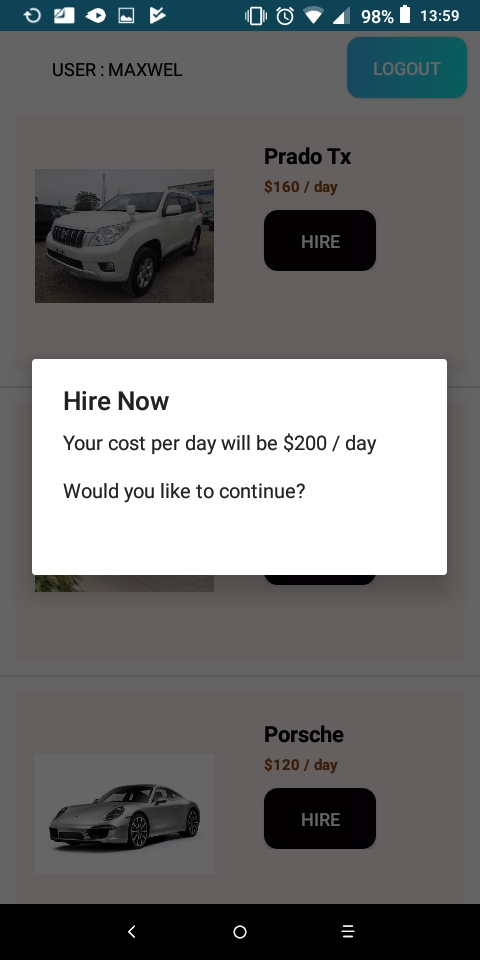 98% 13:59
USER : MAXWEL
LOGOUT
Prado Tx
$160 / day
HIRE
Hire Now
Your cost per day will be $200 / day
Would you like to continue?
Porsche
$120 / day
HIRE